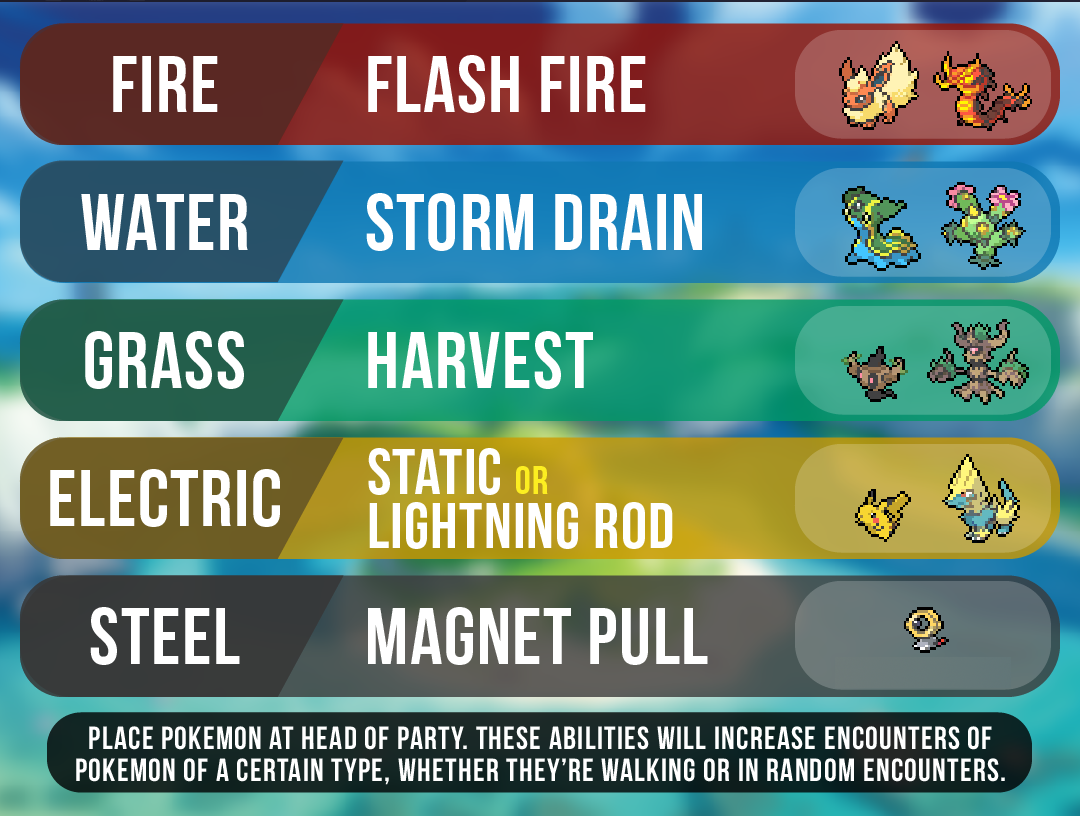 FIRE
FLASH FIRE
WATER
STORM DRAIN
GRASS
HARVEST
ELECTRIC
STATIC OR
LIGHTNING ROD
STEEL
MAGNET PULL
PLACE POKEMON AT HEAD OF PARTY. THESE ABILITIES WILL INCREASE ENCOUNTERS OF
POKEMON OF A CERTAIN TYPE, WHETHER THEY'RE WALKING OR IN RANDOM ENCOUNTERS.